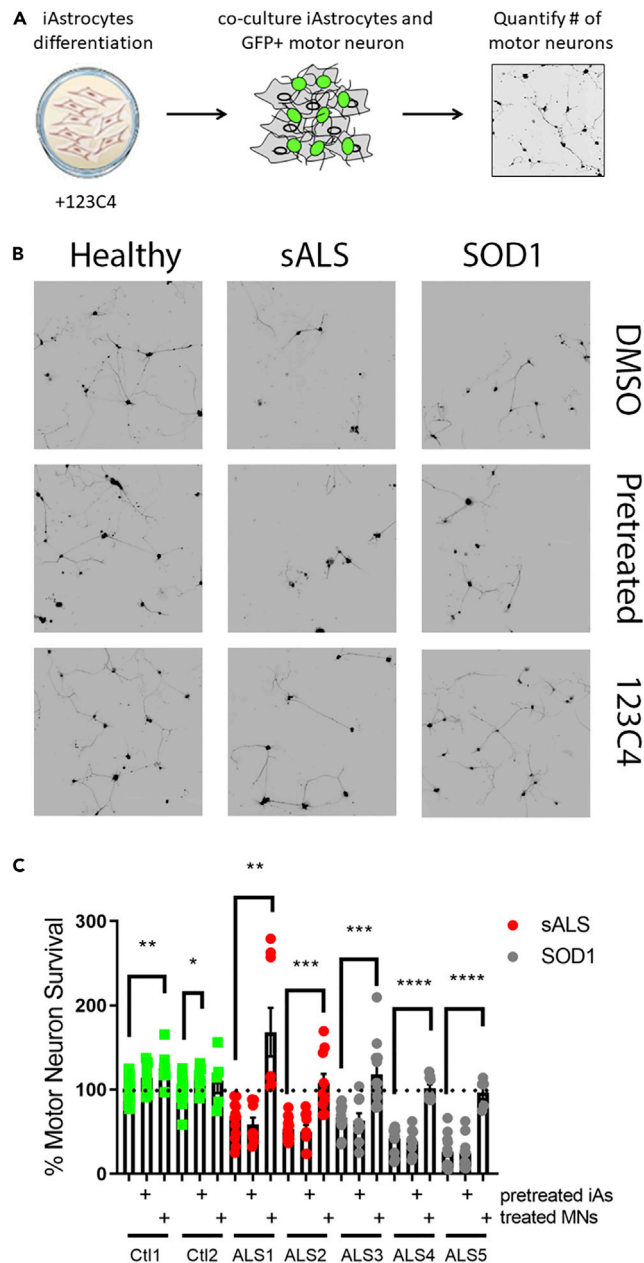 A
iAstrocytes
differentiation
co-culture iAstrocytes and
GFP+ motor neuron
Quantify # of
motor neurons
+123C4
B
Healthy
sALS
SOD1
DMSO
Pretreated
123C4
C
% Motor Neuron Survival
300
200
100
0
** * ** *** *** **** ****
sALS
SOD1
+ + + + + + + pretreated iAs
+ + + + + + + treated MNs
Ctl1 Ctl2 ALS1 ALS2 ALS3 ALS4 ALS5